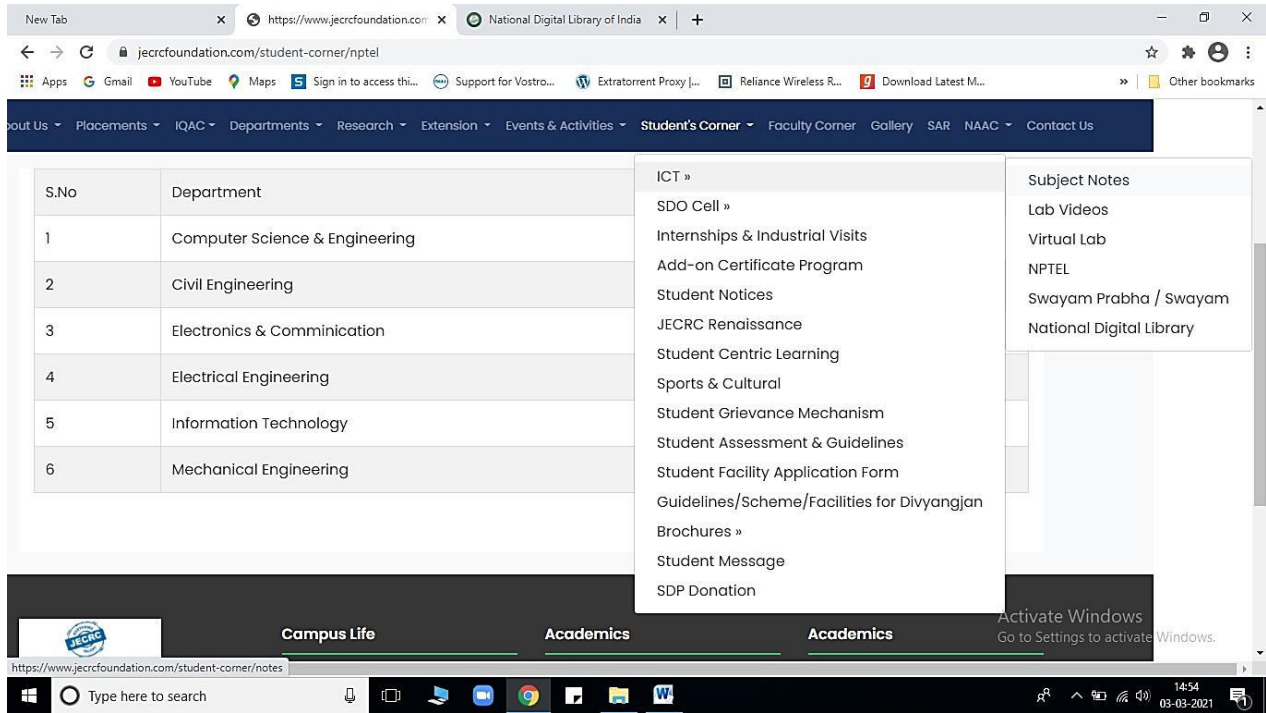 New Tab
https://www.jecrcfoundation.com
National Digital Library of India
jecrcfoundation.com/student-corner/nptel
Apps Gmail YouTube Maps Sign in to access thi... Support for Vostro... Extratorrent Proxy |... Reliance Wireless R... Download Latest M... » Other bookmarks
bout Us Placements IQAC Departments Research Extension Events & Activities Student's Corner Faculty Corner Gallery SAR NAAC Contact Us
S.No Department
1 Computer Science & Engineering
2 Civil Engineering
3 Electronics & Comminication
4 Electrical Engineering
5 Information Technology
6 Mechanical Engineering
ICT »
SDO Cell »
Internships & Industrial Visits
Add-on Certificate Program
Student Notices
JECRC Renaissance
Student Centric Learning
Sports & Cultural
Student Grievance Mechanism
Student Assessment & Guidelines
Student Facility Application Form
Guidelines/Scheme/Facilities for Divyangjan
Brochures »
Student Message
SDP Donation
Subject Notes
Lab Videos
Virtual Lab
NPTEL
Swayam Prabha / Swayam
National Digital Library
JECRC
Campus Life Academics Academics
Activate Windows
Go to Settings to activate Windows.
https://www.jecrcfoundation.com/student-corner/notes
Type here to search
14:54
03-03-2021